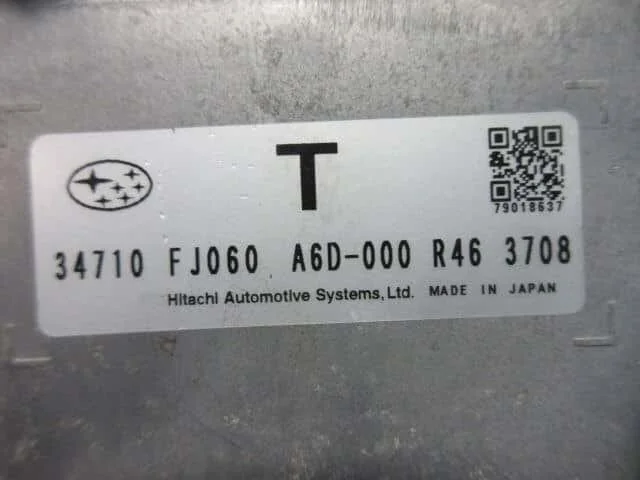 T
79018637
34710 FJ060 A6D-000 R46 3708
Hitachi Automotive Systems, Ltd. MADE IN JAPAN